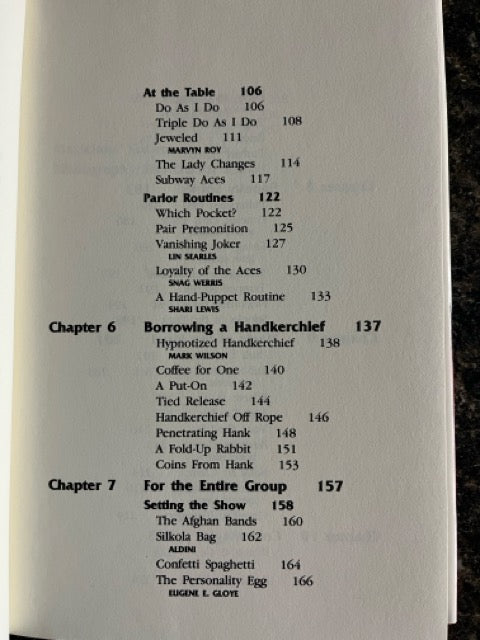 At the Table 106
Do As I Do 106
Triple Do As I Do 108
Jeweled 111
MARVYN ROY
The Lady Changes 114
Subway Aces 117
Parlor Routines 122
Which Pocket? 122
Pair Premonition 125
Vanishing Joker 127
LIN SEARLES
Loyalty of the Aces 130
SNAG WERRIS
A Hand-Puppet Routine 133
SHARI LEWIS
Chapter 6 Borrowing a Handkerchief 137
Hypnotized Handkerchief 138
MARK WILSON
Coffee for One 140
A Put-On 142
Tied Release 144
Handkerchief Off Rope 146
Penetrating Hank 148
A Fold-Up Rabbit 151
Coins From Hank 153
Chapter 7 For the Entire Group 157
Setting the Show 158
The Afghan Bands 160
Silkola Bag 162
ALDINI
Confetti Spaghetti 164
The Personality Egg 166
EUGENE E. GLOYE